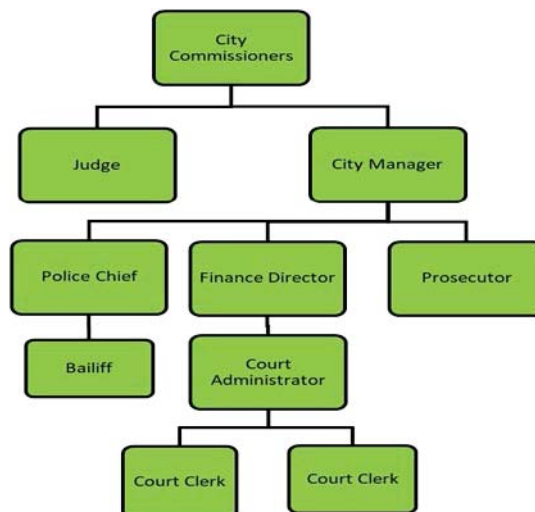 City
Commissioners
Judge
City Manager
Police Chief
Finance Director
Prosecutor
Bailiff
Court
Administrator
Court Clerk
Court Clerk